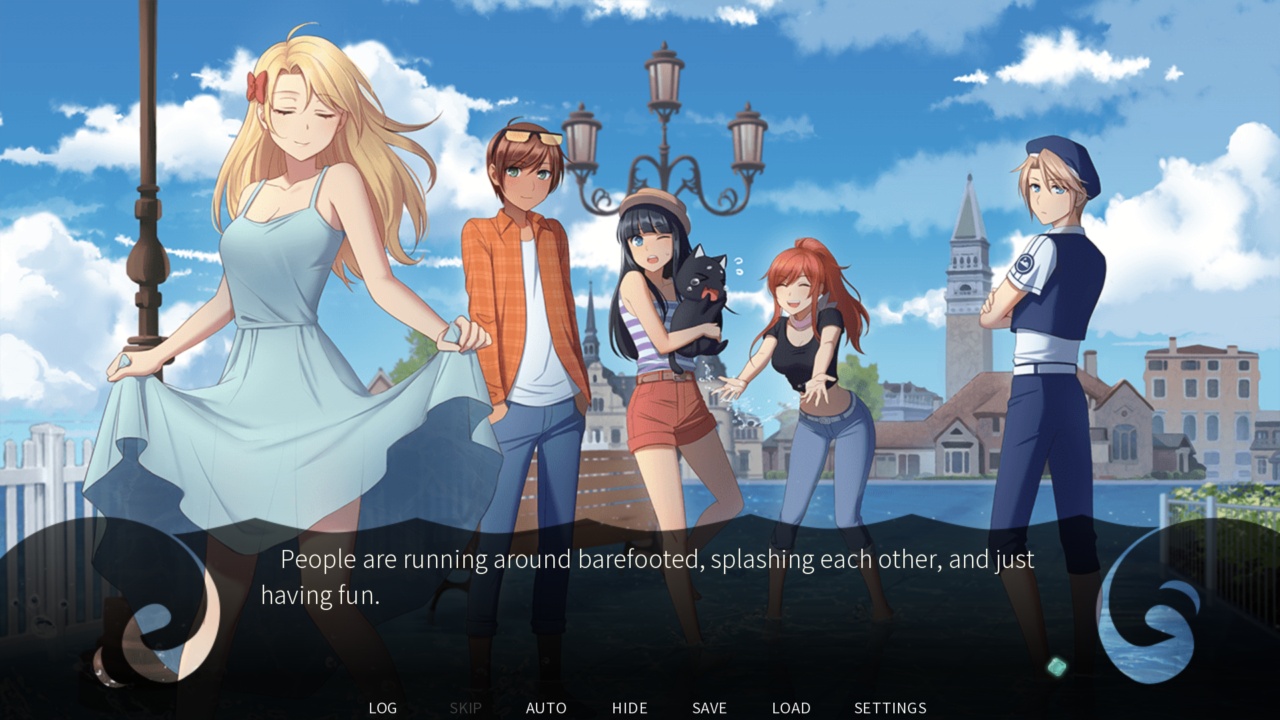 People are running around barefooted, splashing each other, and just
having fun.
LOG SKIP AUTO HIDE SAVE LOAD SETTINGS